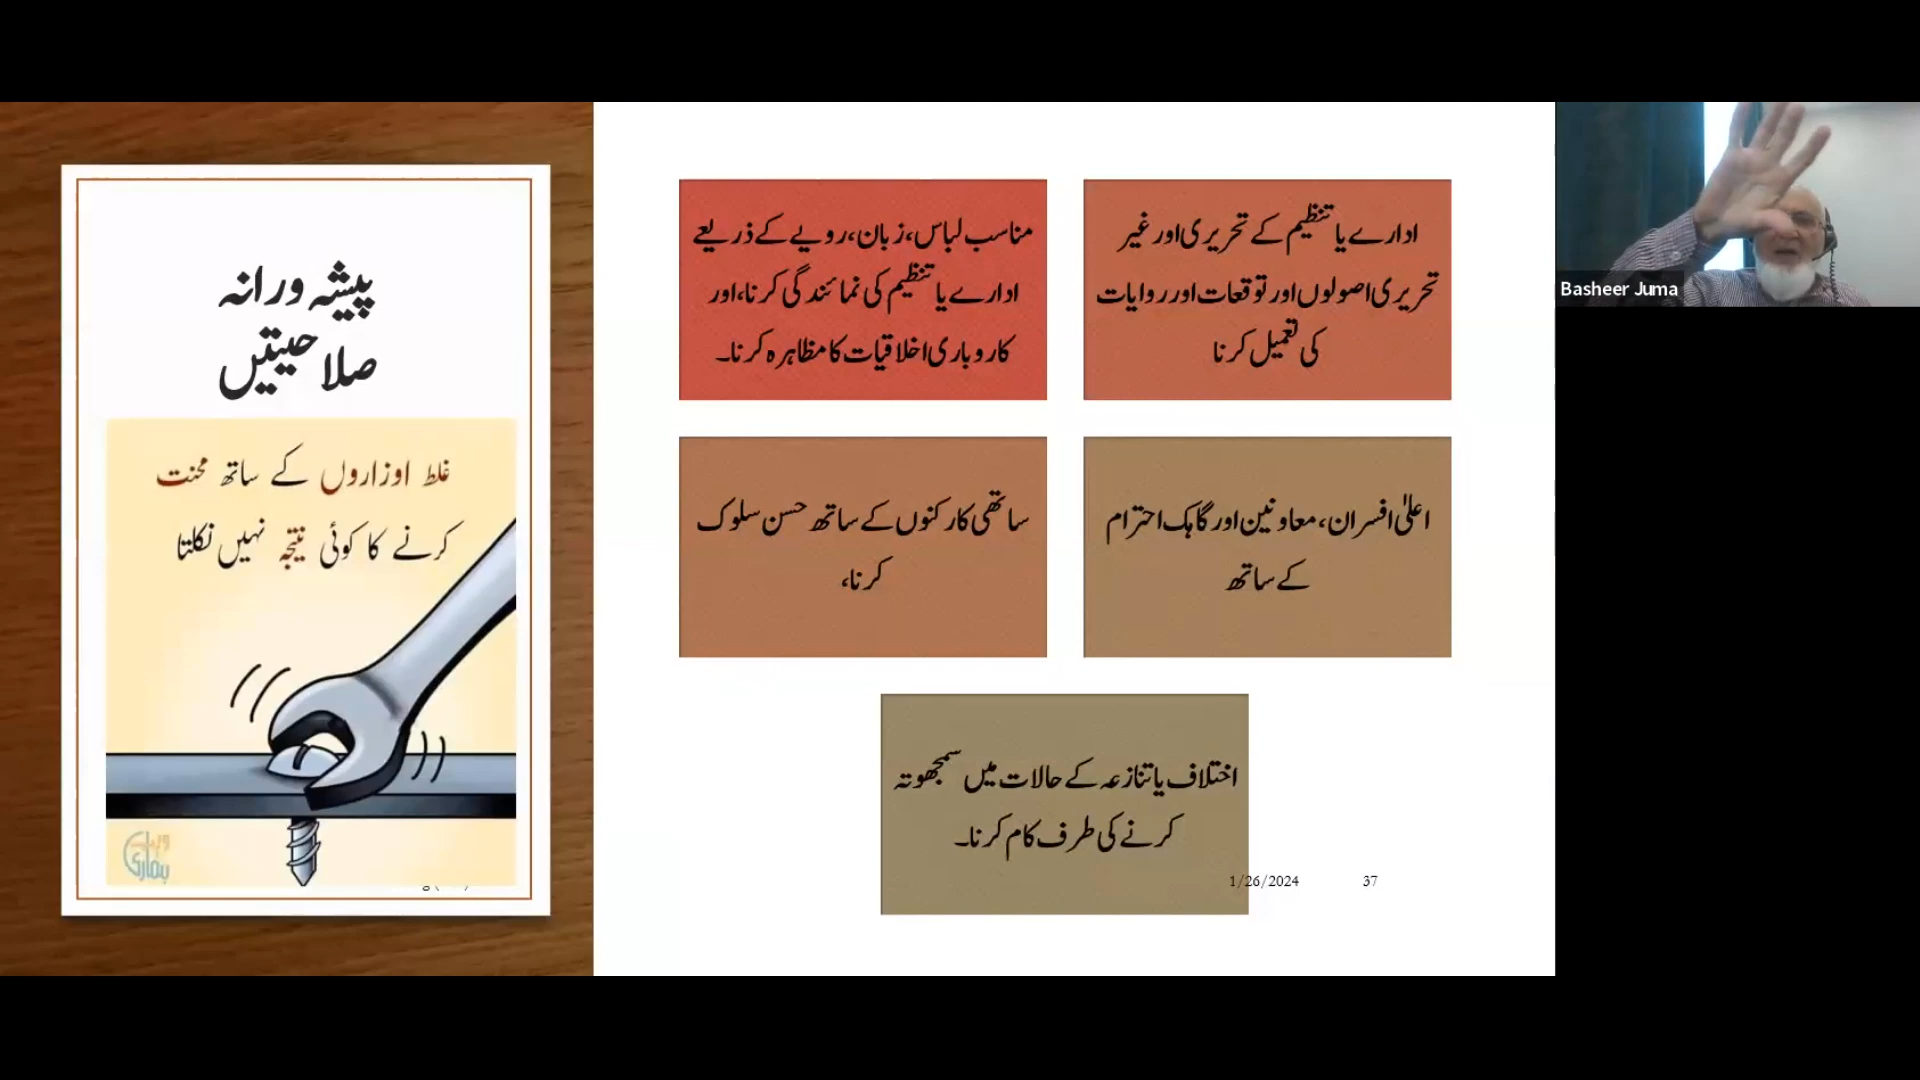 پیشہ ورانہ
صلاحیتیں
غلط اوزاروں کے ساتھ محنت
کرنے کا کوئی نتیجہ نہیں نکلتا
ادارے یا تنظیم کے تحریری اور غیر
تحریری اصولوں اور توقعات اور روایات
کی تعمیل کرنا
مناسب لباس، زبان، رویے کے ذریعے
ادارے یا تنظیم کی نمائندگی کرنا، اور
کاروباری اخلاقیات کا مظاہرہ کرنا۔
اعلیٰ افسران، معاونین اور گاہک احترام
کے ساتھ
ساتھی کارکنوں کے ساتھ حسن سلوک
کرنا،
اختلاف یا تنازعہ کے حالات میں سمجھوتہ
کرنے کی طرف کام کرنا۔
1/26/2024 37
Basheer Juma